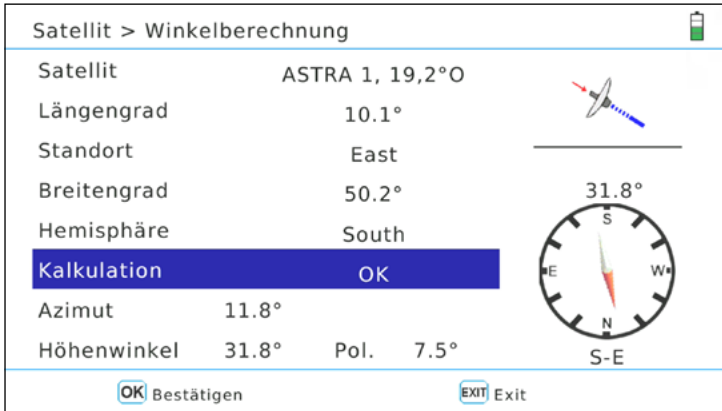 Satellit > Winkelberechnung
Satellit ASTRA 1, 19,2°O
Längengrad 10.1°
Standort East
Breitengrad 50.2°
Hemisphäre South
Kalkulation OK
Azimut 11.8°
Höhenwinkel 31.8° Pol. 7.5°
31.8°
S
E W
N
S-E
OK Bestätigen EXIT Exit